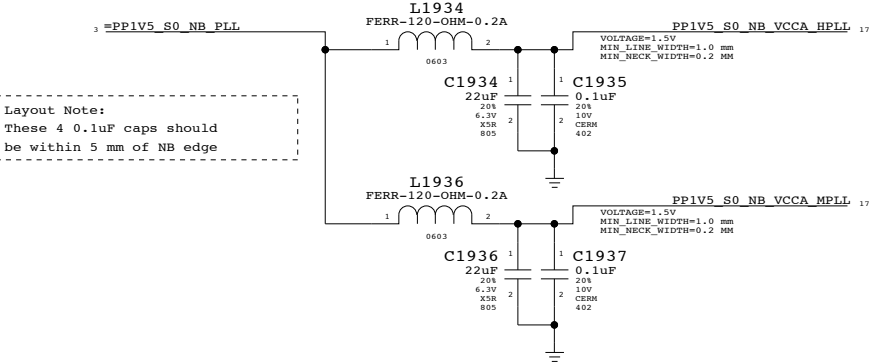 L1934
FERR-120-OHM-0.2A
3 =PP1V5_S0_NB_PLL
PP1V5_S0_NB_VCCA_HPLL 17
1 2
VOLTAGE=1.5V
MIN_LINE_WIDTH=1.0 mm
MIN_NECK_WIDTH=0.2 MM
0603
C1934 1
22uF
20%
6.3V
X5R 2
805
1 C1935
0.1uF
20%
10V
2 CERM
402
Layout Note:
These 4 0.1uF caps should
be within 5 mm of NB edge
L1936
FERR-120-OHM-0.2A
PP1V5_S0_NB_VCCA_MPLL 17
1 2
VOLTAGE=1.5V
MIN_LINE_WIDTH=1.0 mm
MIN_NECK_WIDTH=0.2 MM
0603
C1936 1
22uF
20%
6.3V
X5R 2
805
1 C1937
0.1uF
20%
10V
2 CERM
402